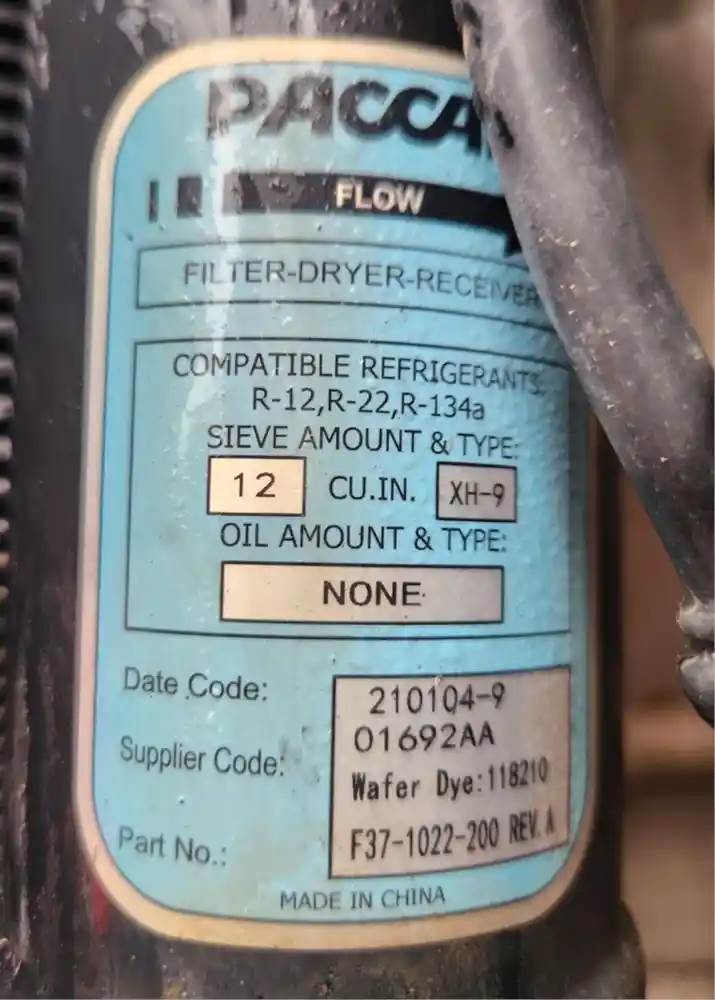 PACCA
FLOW
FILTER-DRYER-RECEIVER
COMPATIBLE REFRIGERANTS:
R-12,R-22,R-134a
SIEVE AMOUNT & TYPE:
12 CU.IN. XH-9
OIL AMOUNT & TYPE:
NONE
Date Code: 210104-9
Supplier Code: 01692AA
Wafer Dye:118210
Part No.: F37-1022-200 REV.A
MADE IN CHINA